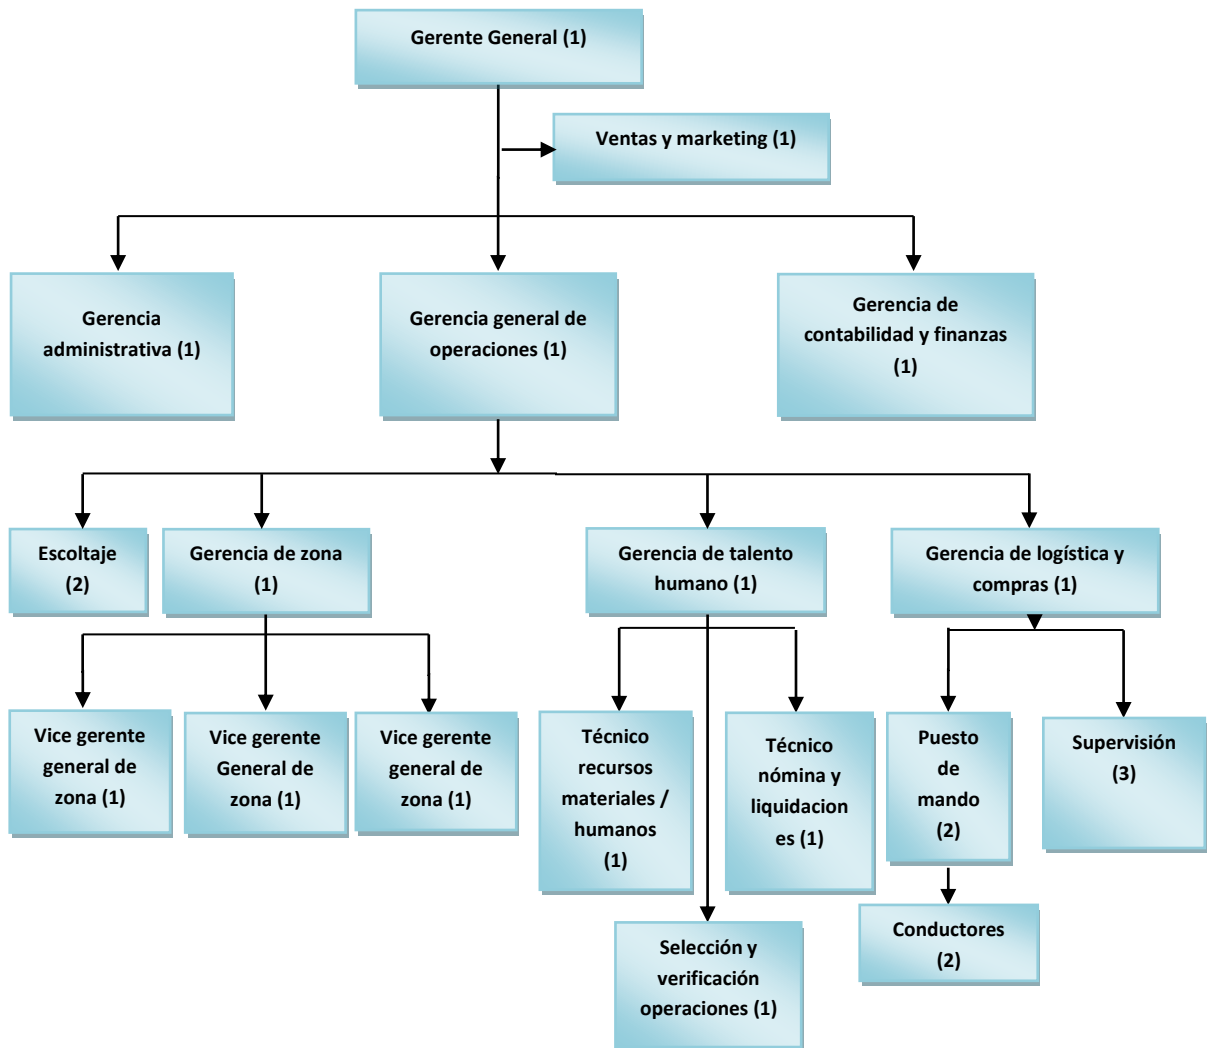 Gerente General (1)
Ventas y marketing (1)
Gerencia
administrativa (1)
Gerencia general de
operaciones (1)
Gerencia de
contabilidad y finanzas
(1)
Escoltaje
(2)
Gerencia de zona
(1)
Gerencia de talento
humano (1)
Gerencia de logística y
compras (1)
Vice gerente
general de
zona (1)
Vice gerente
General de
zona (1)
Vice gerente
general de
zona (1)
Técnico
recursos
materiales /
humanos
(1)
Técnico
nómina y
liquidacion
es (1)
Puesto
de
mando
(2)
Supervisión
(3)
Selección y
verificación
operaciones (1)
Conductores
(2)